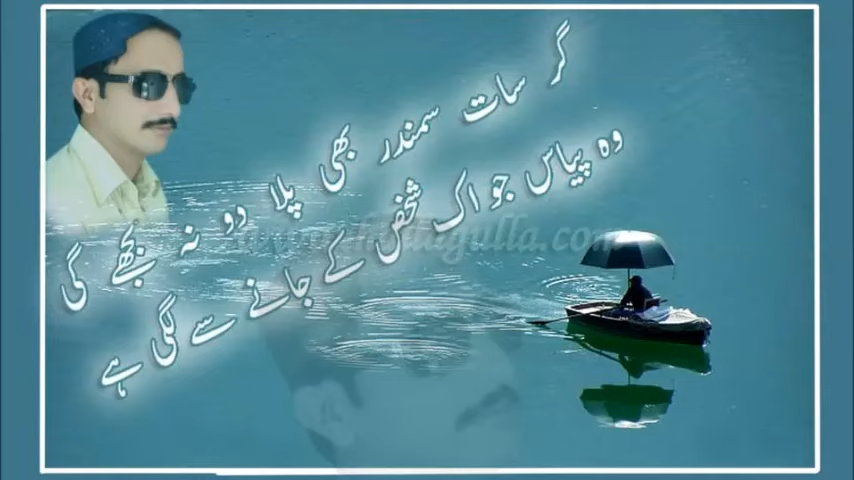 گر سات سمندر بھی پلا دو نہ بجھے گی
وہ پیاس جو اک شخص کے جانے سے لگی ہے